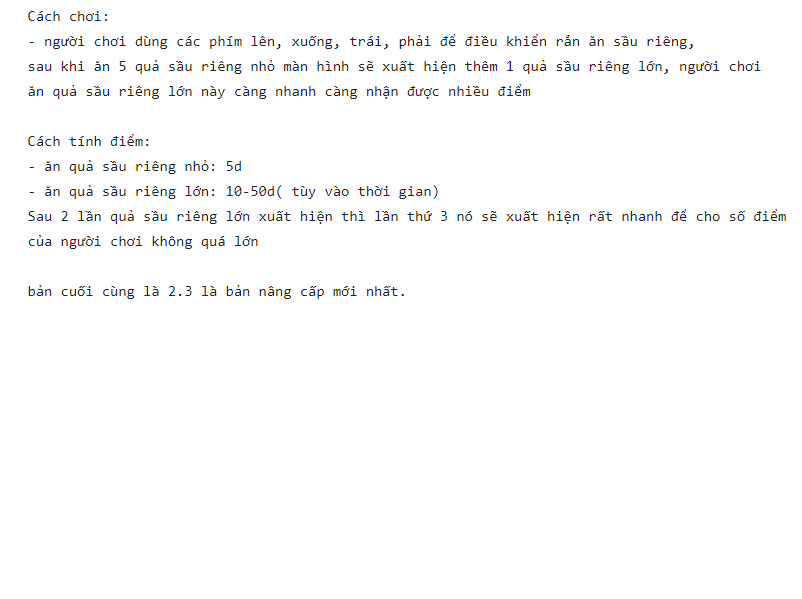 Cách chơi:
- người chơi dùng các phím lên, xuống, trái, phải để điều khiển rắn ăn sầu riêng,
sau khi ăn 5 quả sầu riêng nhỏ màn hình sẽ xuất hiện thêm 1 quả sầu riêng lớn, người chơi
ăn quả sầu riêng lớn này càng nhanh càng nhận được nhiều điểm
Cách tính điểm:
- ăn quả sầu riêng nhỏ: 5d
- ăn quả sầu riêng lớn: 10-50d( tùy vào thời gian)
Sau 2 lần quả sầu riêng lớn xuất hiện thì lần thứ 3 nó sẽ xuất hiện rất nhanh để cho số điểm
của người chơi không quá lớn
bản cuối cùng là 2.3 là bản nâng cấp mới nhất.